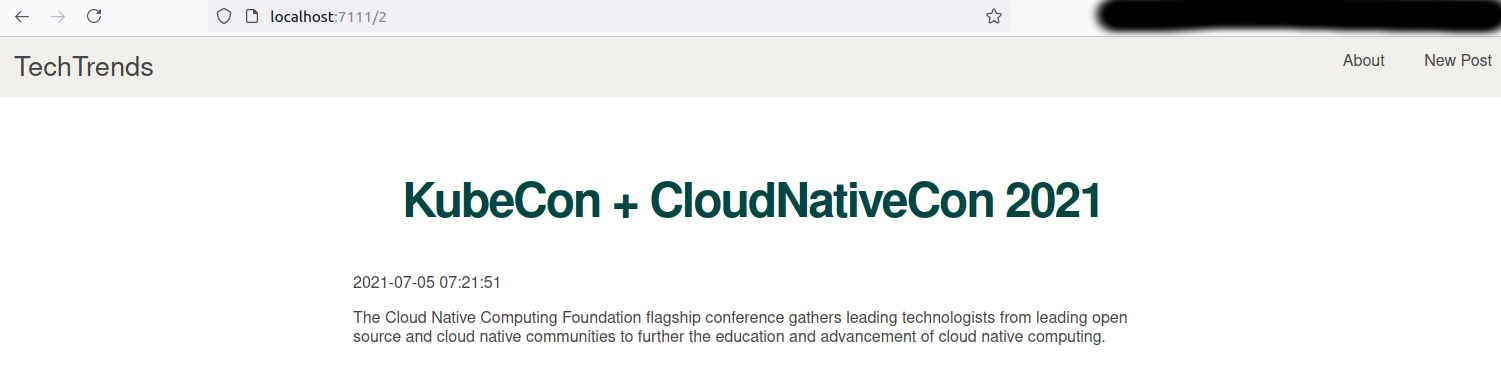 localhost:7111/2
TechTrends
About
New Post
KubeCon + CloudNativeCon 2021
2021-07-05 07:21:51
The Cloud Native Computing Foundation flagship conference gathers leading technologists from leading open
source and cloud native communities to further the education and advancement of cloud native computing.